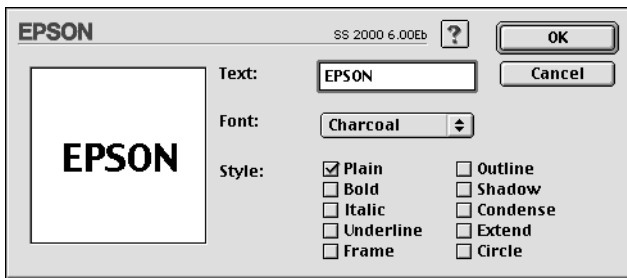 EPSON
SS 2000 6.00Eb
?
OK
Cancel
Text:
EPSON
Font:
Charcoal
EPSON
Style:
Plain
Bold
Italic
Underline
Frame
Outline
Shadow
Condense
Extend
Circle